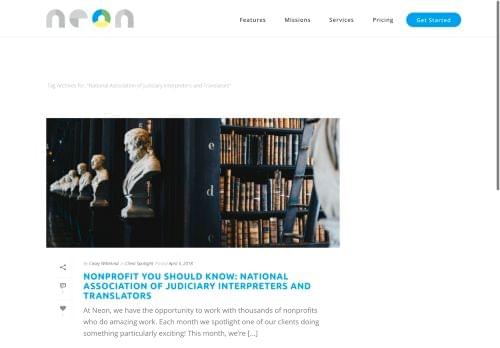 neon
Features Missions Services Pricing Get Started
Tag Archives for: "National Association of Judiciary Interpreters and Translators"
e
d
c
by Casey Wittekind in Client Spotlight Posted April 5, 2018
NONPROFIT YOU SHOULD KNOW: NATIONAL
ASSOCIATION OF JUDICIARY INTERPRETERS AND
TRANSLATORS
At Neon, we have the opportunity to work with thousands of nonprofits
who do amazing work. Each month we spotlight one of our clients doing
something particularly exciting! This month, we're [...]